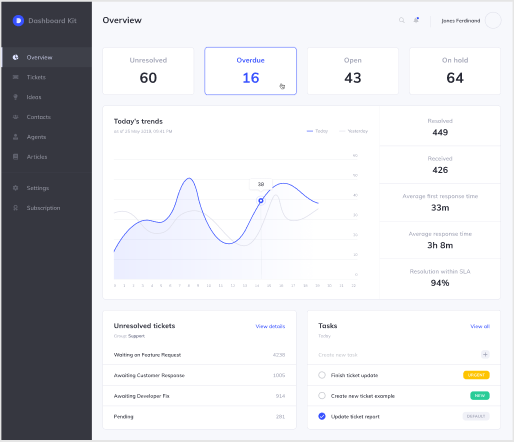 Dashboard Kit
Overview
Jones Ferdinand
Overview
Tickets
Ideas
Contacts
Agents
Articles
Settings
Subscription
Unresolved
60
Overdue
16
Open
43
On hold
64
Today's trends
as of 25 May 2019, 09:41 PM
Today
Yesterday
60
50
40
30
20
10
0
38
0 1 2 3 4 5 6 7 8 9 10 11 12 13 14 15 16 17 18 19 20 21 22
Resolved
449
Received
426
Average first response time
33m
Average response time
3h 8m
Resolution within SLA
94%
Unresolved tickets
View details
Group: Support
Waiting on Feature Request
4238
Awaiting Customer Response
1005
Awaiting Developer Fix
914
Pending
281
Tasks
View all
Today
Create new task
Finish ticket update
URGENT
Create new ticket example
NEW
Update ticket report
DEFAULT